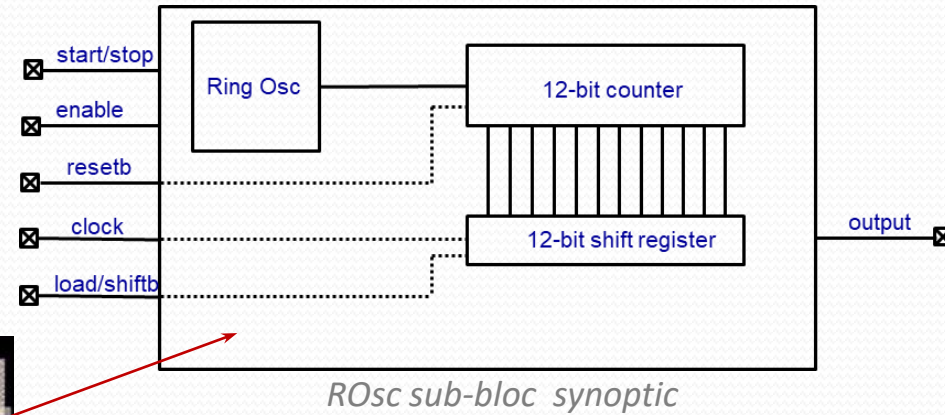 start/stop
enable
resetb
clock
load/shiftb
Ring Osc
12-bit counter
12-bit shift register
output
ROsc sub-bloc synoptic